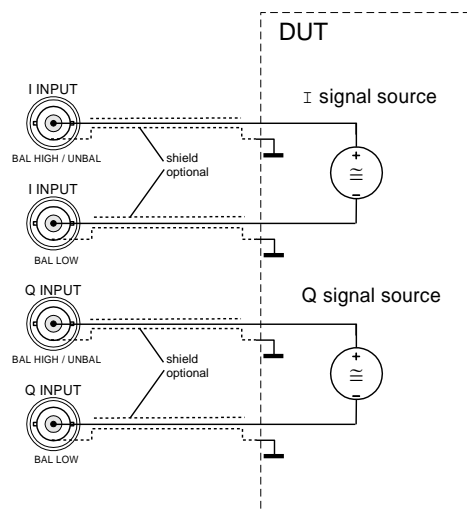 DUT
I INPUT
I signal source
BAL HIGH / UNBAL
shield
optional
+
≅
−
I INPUT
BAL LOW
Q INPUT
Q signal source
BAL HIGH / UNBAL
shield
optional
+
≅
−
Q INPUT
BAL LOW